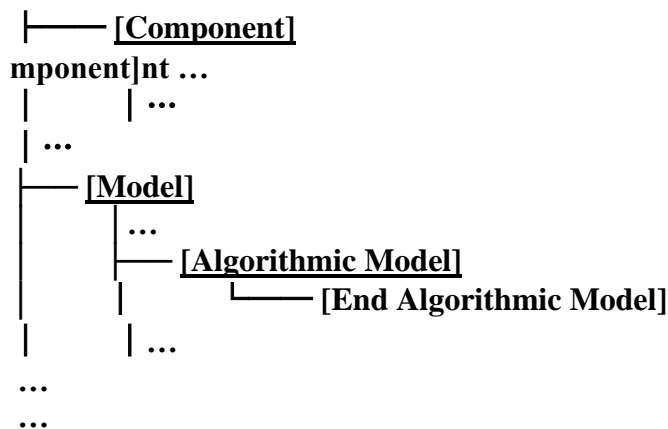 ├──── [Component]
mponent]nt …
│ │ …
│ …
├─── [Model]
│ │ …
│ ├─── [Algorithmic Model]
│ │ └──── [End Algorithmic Model]
│ │ …
…
…